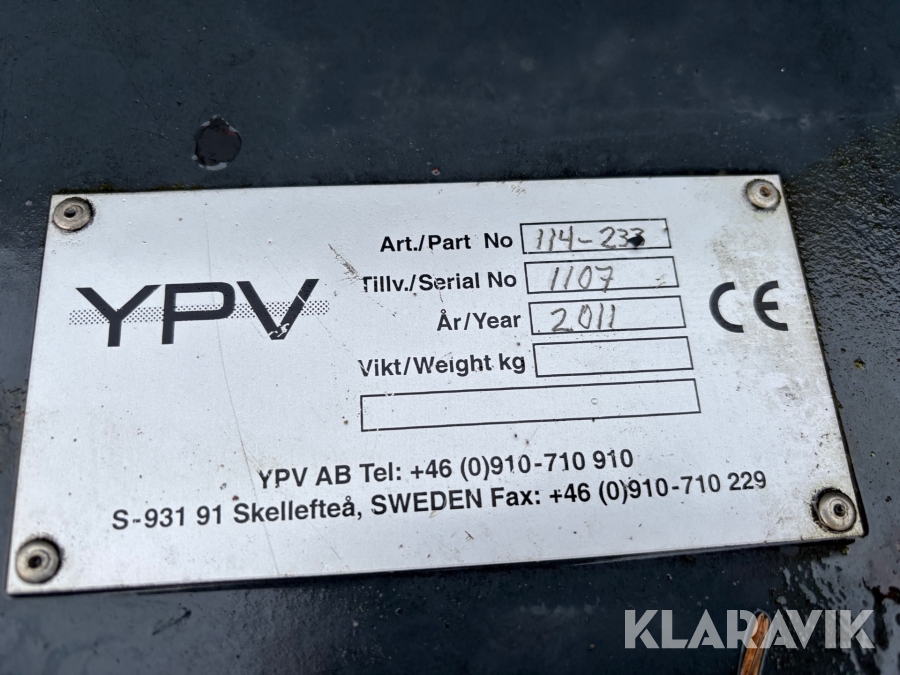 YPV
Art./Part No 114-233
Tillv./Serial No 1107
År/Year 2011
Vikt/Weight kg
CE
YPV AB Tel: +46 (0)910-710 910
S-931 91 Skellefteå, SWEDEN Fax: +46 (0)910-710 229
KLARAVIK